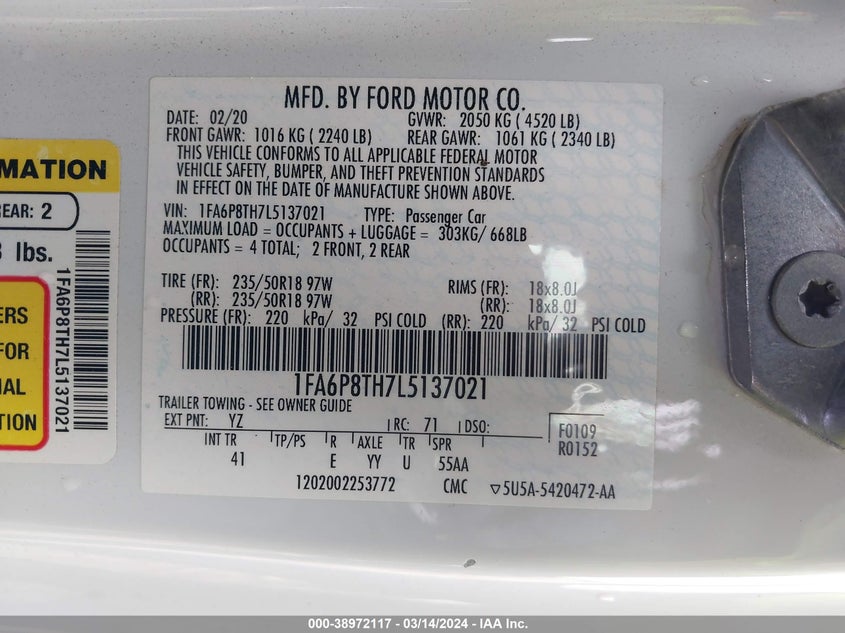 MFD. BY FORD MOTOR CO.
DATE: 02/20 GVWR: 2050 KG ( 4520 LB)
FRONT GAWR: 1016 KG ( 2240 LB) REAR GAWR: 1061 KG ( 2340 LB)
THIS VEHICLE CONFORMS TO ALL APPLICABLE FEDERAL MOTOR
VEHICLE SAFETY, BUMPER, AND THEFT PREVENTION STANDARDS
IN EFFECT ON THE DATE OF MANUFACTURE SHOWN ABOVE.
VIN: 1FA6P8TH7L5137021 TYPE: Passenger Car
MAXIMUM LOAD = OCCUPANTS + LUGGAGE = 303KG/ 668LB
OCCUPANTS = 4 TOTAL; 2 FRONT, 2 REAR
TIRE (FR): 235/50R18 97W RIMS (FR): 18x8.0J
(RR): 235/50R18 97W (RR): 18x8.0J
PRESSURE (FR): 220 kPa/ 32 PSI COLD (RR): 220 kPa/ 32 PSI COLD
1FA6P8TH7L5137021
TRAILER TOWING - SEE OWNER GUIDE
EXT PNT: YZ RC: 71 DSO:
INT TR TP/PS R AXLE TR SPR
41 E YY U 55AA
F0109
R0152
1202002253772 CMC ▽5U5A-5420472-AA
MATION
REAR: 2
lbs.
ERS
FOR
IAL
TION
1FA6P8TH7L5137021
000-38972117 - 03/14/2024 - IAA Inc.